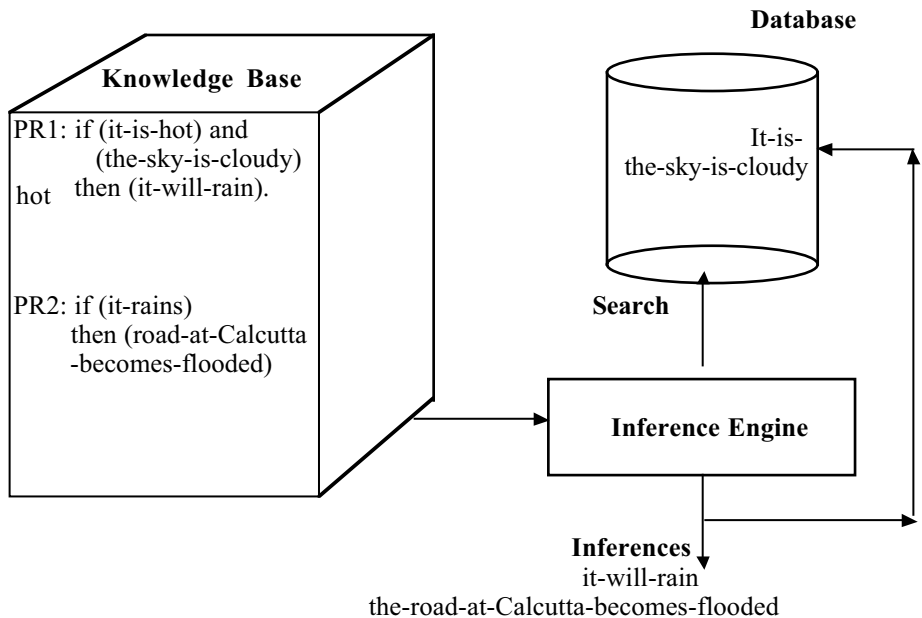 Database
Knowledge Base
PR1: if (it-is-hot) and
(the-sky-is-cloudy)
hot then (it-will-rain).
It-is-
the-sky-is-cloudy
PR2: if (it-rains)
then (road-at-Calcutta
-becomes-flooded)
Search
Inference Engine
Inferences
it-will-rain
the-road-at-Calcutta-becomes-flooded